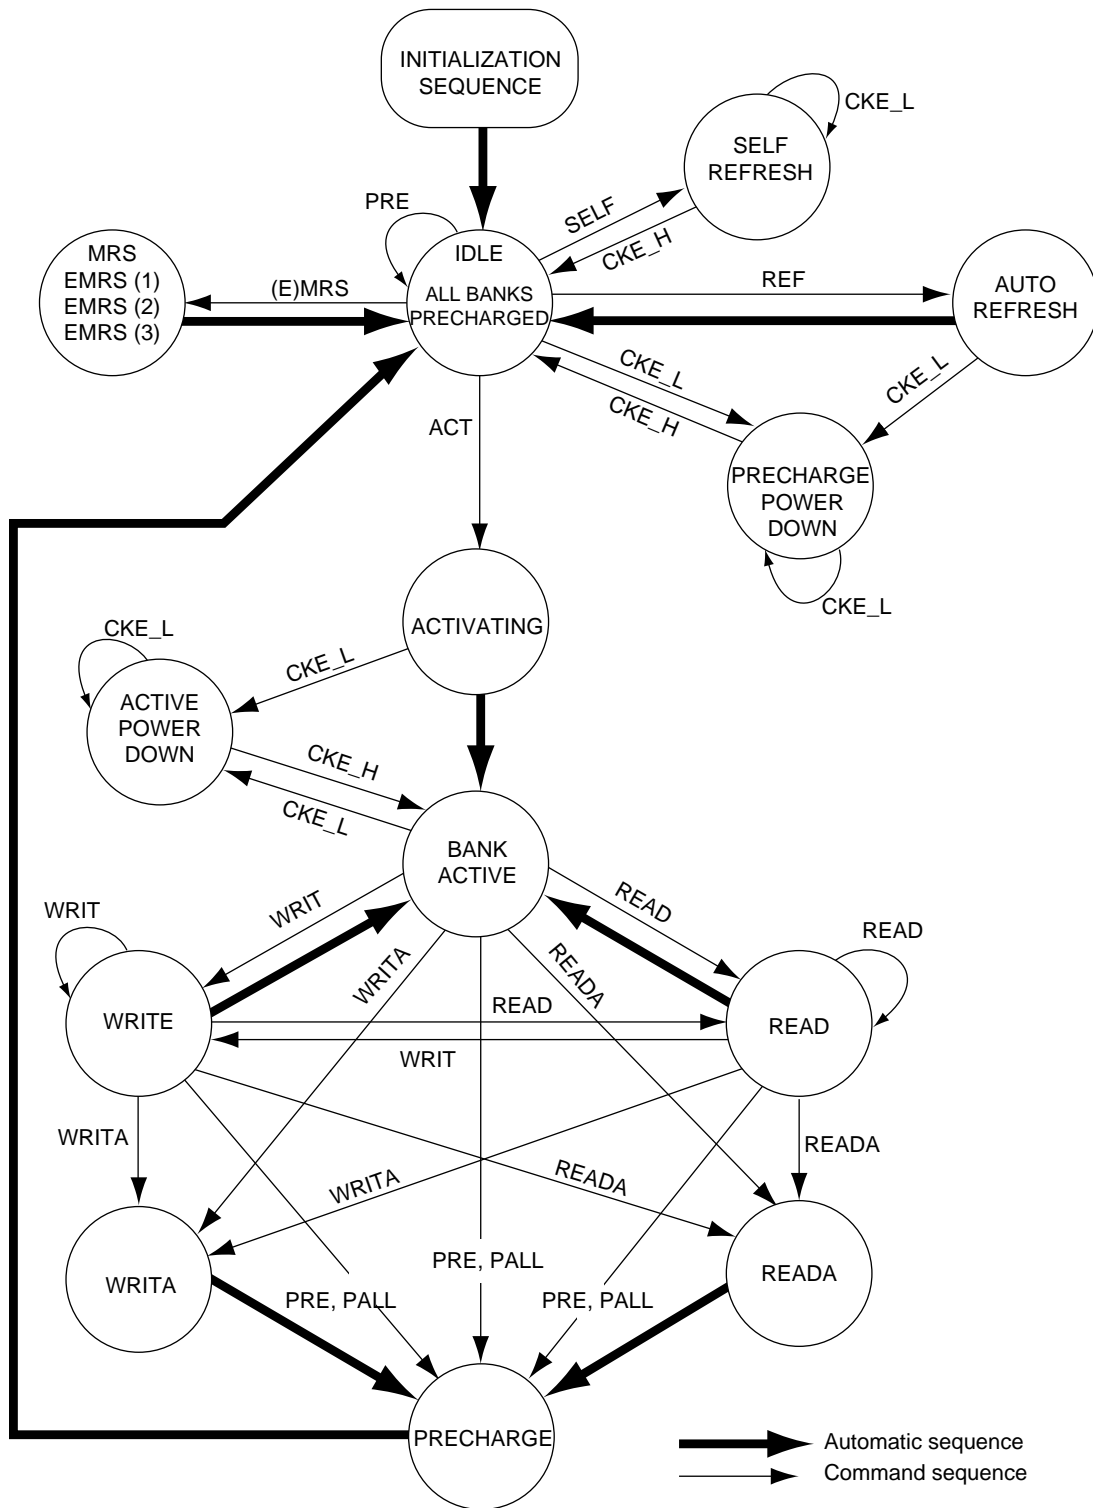 INITIALIZATION
SEQUENCE
CKE_L
SELF
REFRESH
PRE
SELF
CKE_H
MRS
EMRS (1)
EMRS (2)
EMRS (3)
(E)MRS
IDLE
ALL BANKS
PRECHARGED
REF
AUTO
REFRESH
CKE_L
CKE_H
CKE_L
ACT
PRECHARGE
POWER
DOWN
CKE_L
ACTIVATING
CKE_L
CKE_L
ACTIVE
POWER
DOWN
CKE_H
CKE_L
BANK
ACTIVE
WRIT
WRIT
READ
READ
WRITA
READA
WRITE
READ
READ
WRIT
WRITA
READA
WRITA
READA
WRITA
PRE, PALL
PRE, PALL
PRE, PALL
READA
PRECHARGE
Automatic sequence
Command sequence